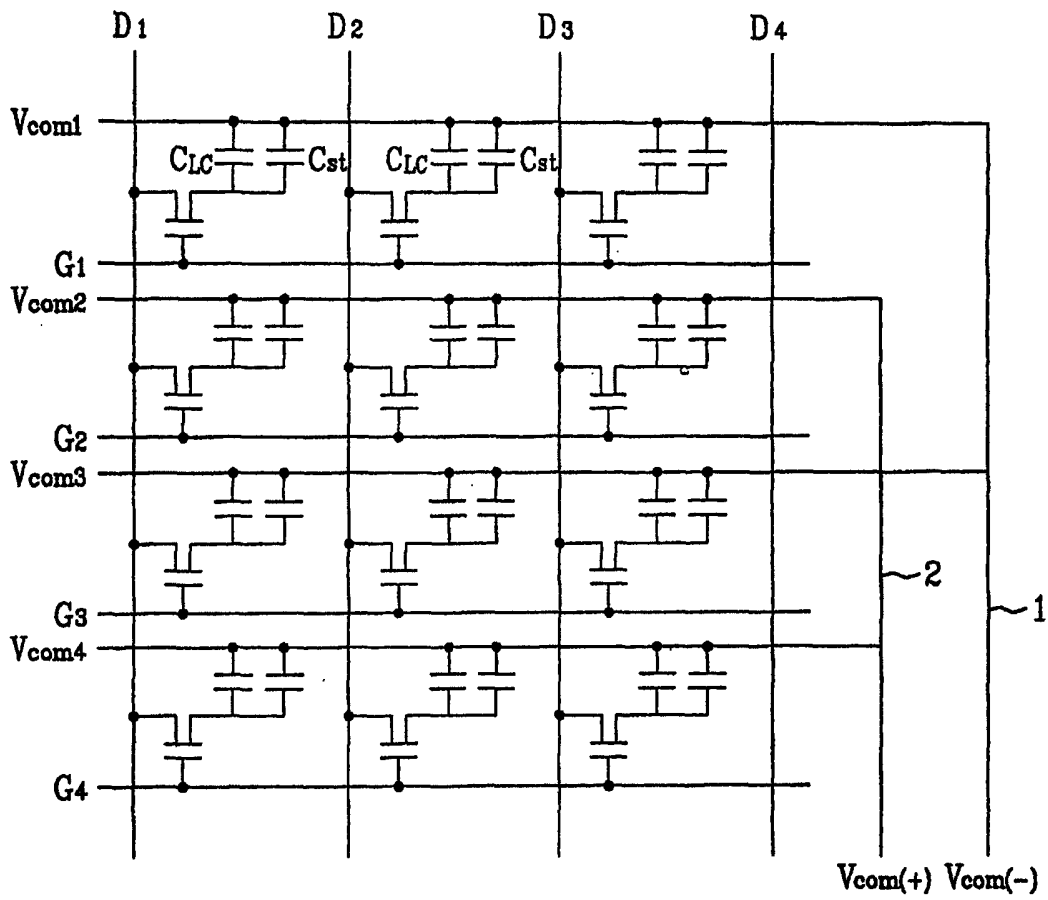 D1 D2 D3 D4
Vcom1
CLC Cst CLC Cst
G1
Vcom2
G2
Vcom3
2
1
G3
Vcom4
G4
Vcom(+) Vcom(-)